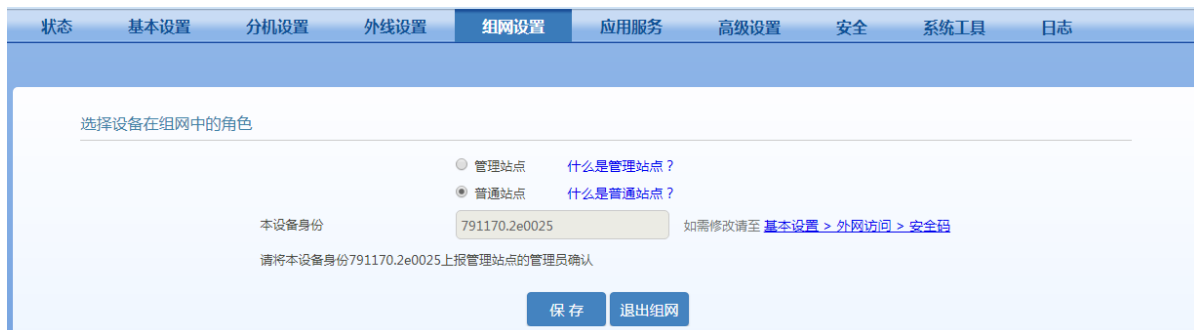 状态 基本设置 分机设置 外线设置 组网设置 应用服务 高级设置 安全 系统工具 日志
选择设备在组网中的角色
管理站点 什么是管理站点？
普通站点 什么是普通站点？
本设备身份 791170.2e0025 如需修改请至 基本设置 > 外网访问 > 安全码
请将本设备身份791170.2e0025上报管理站点的管理员确认
保 存 退出组网